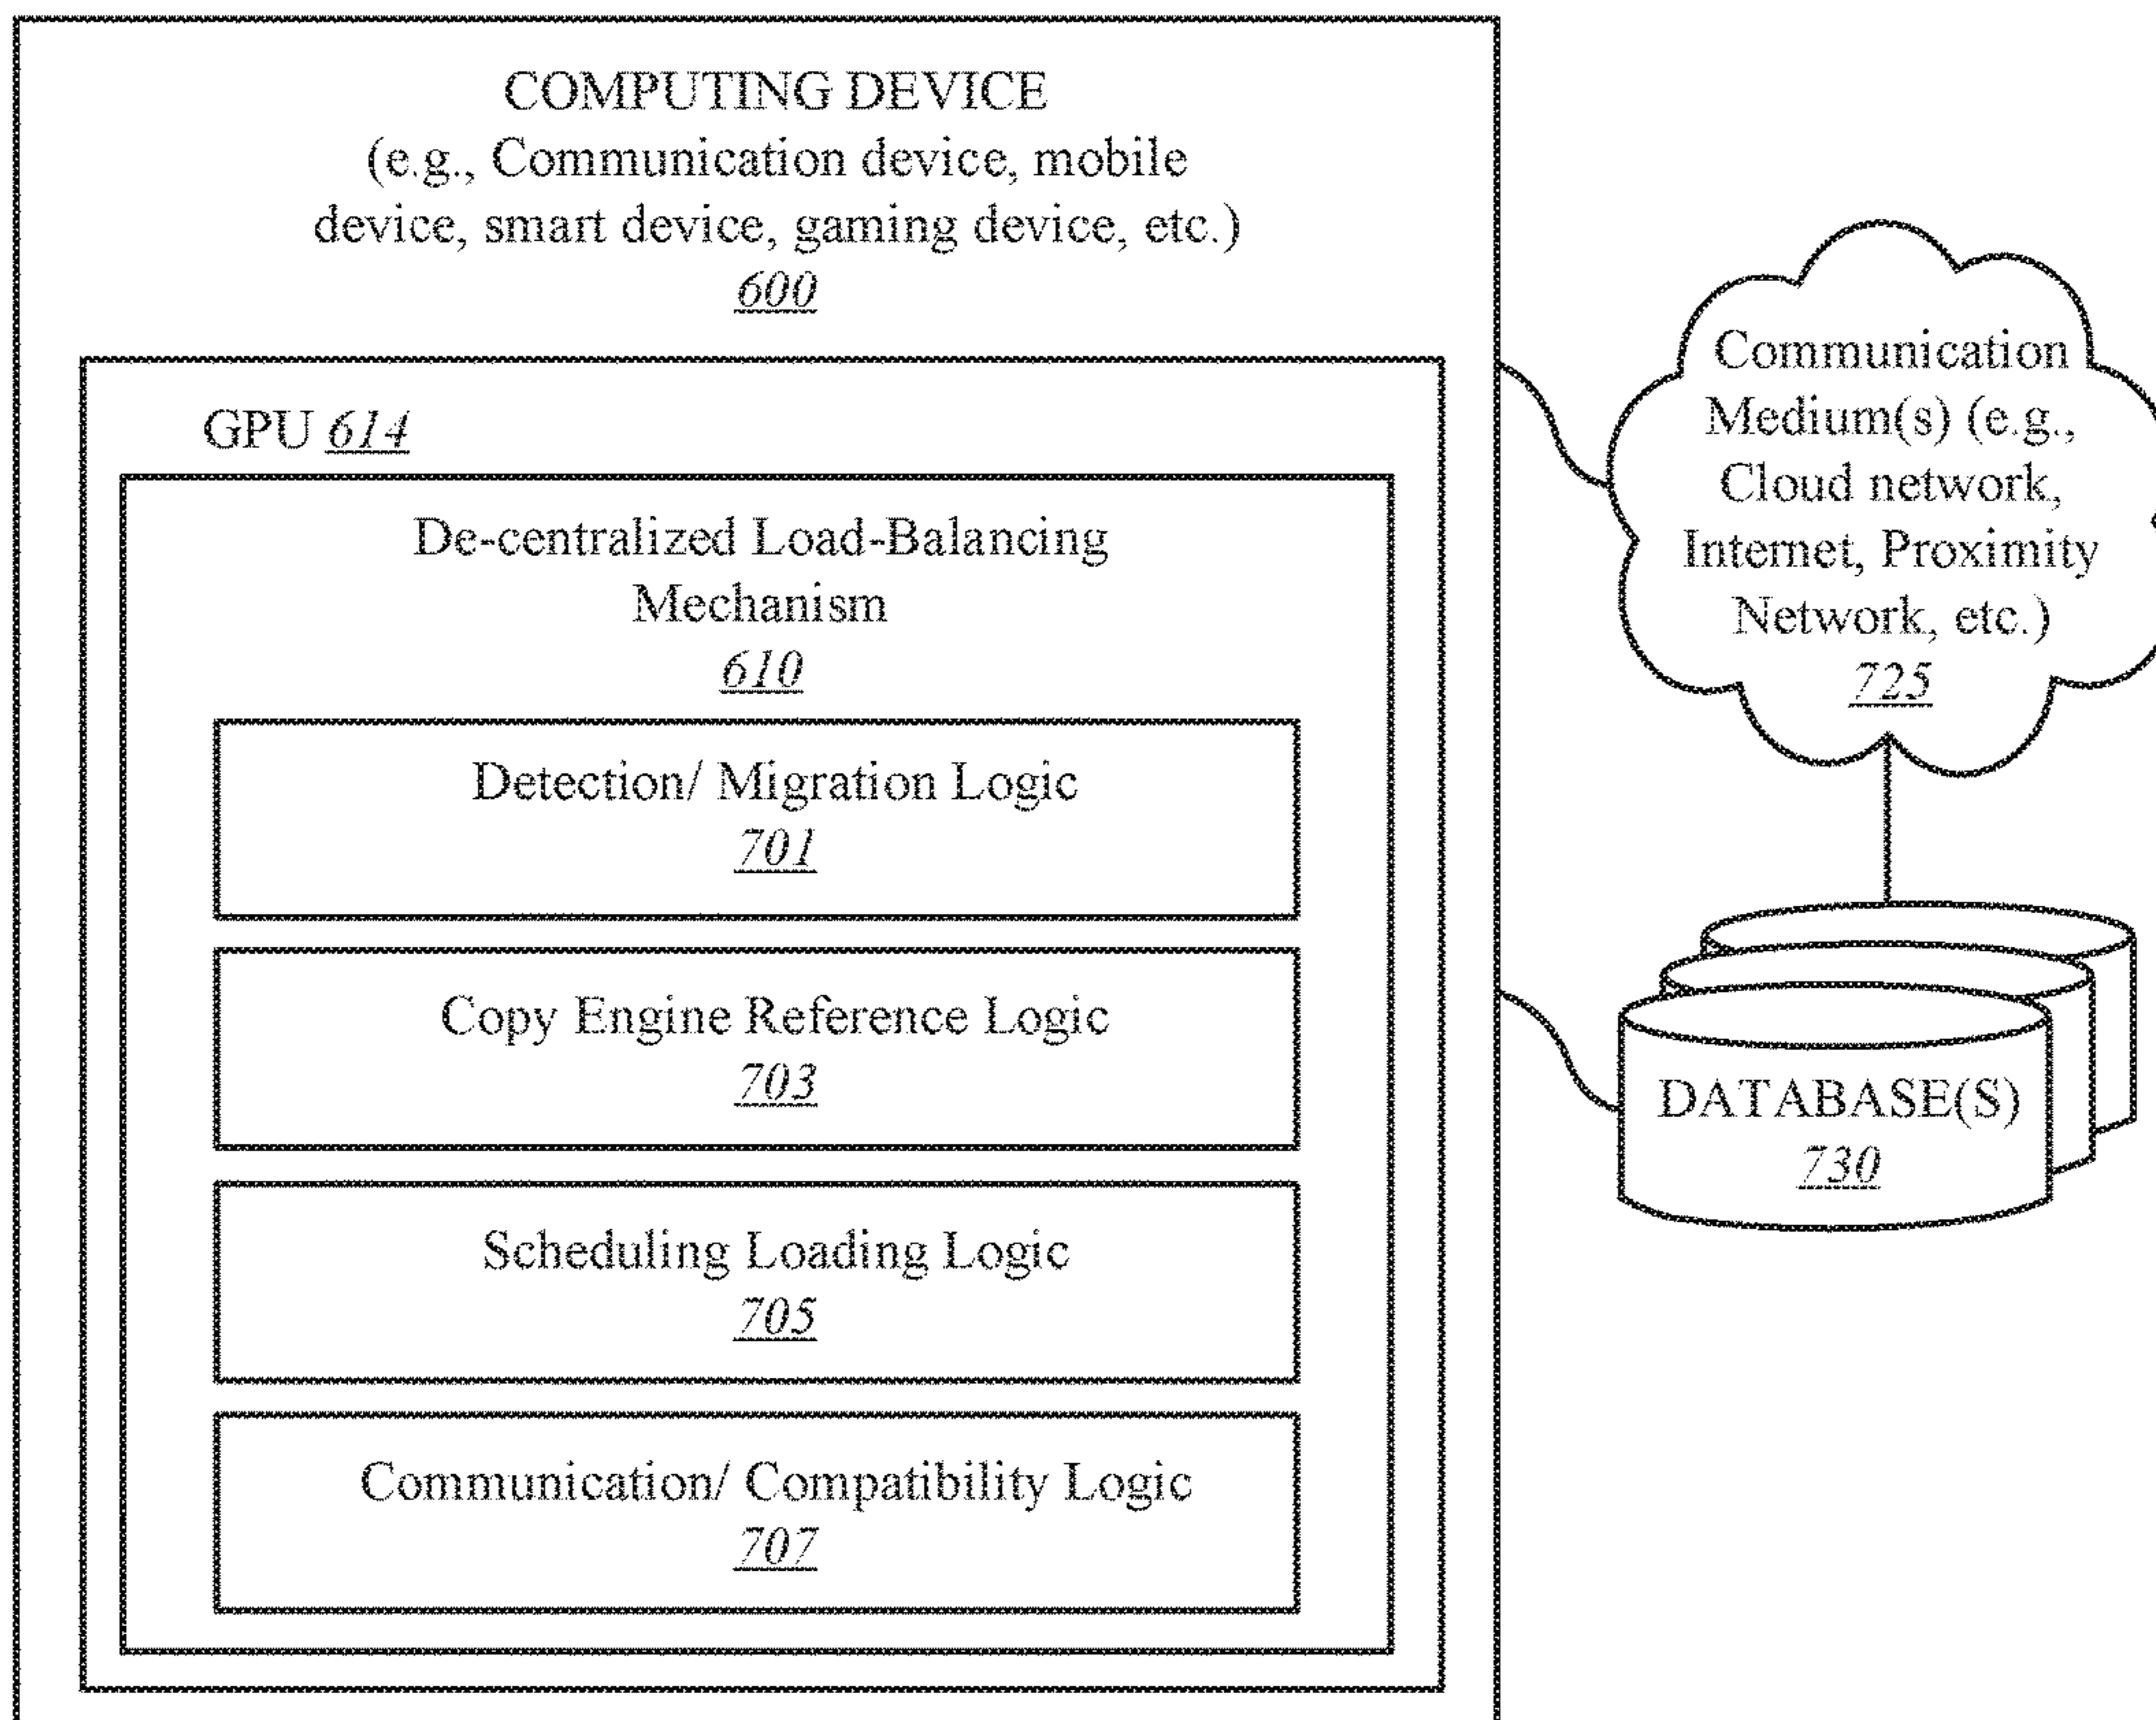 COMPUTING DEVICE
(e.g., Communication device, mobile
device, smart device, gaming device, etc.)
600
GPU 614
De-centralized Load-Balancing
Mechanism
610
Detection/ Migration Logic
701
Copy Engine Reference Logic
703
Scheduling Loading Logic
705
Communication/ Compatibility Logic
707
Communication
Medium(s) (e.g.,
Cloud network,
Internet, Proximity
Network, etc.)
725
DATABASE(S)
730